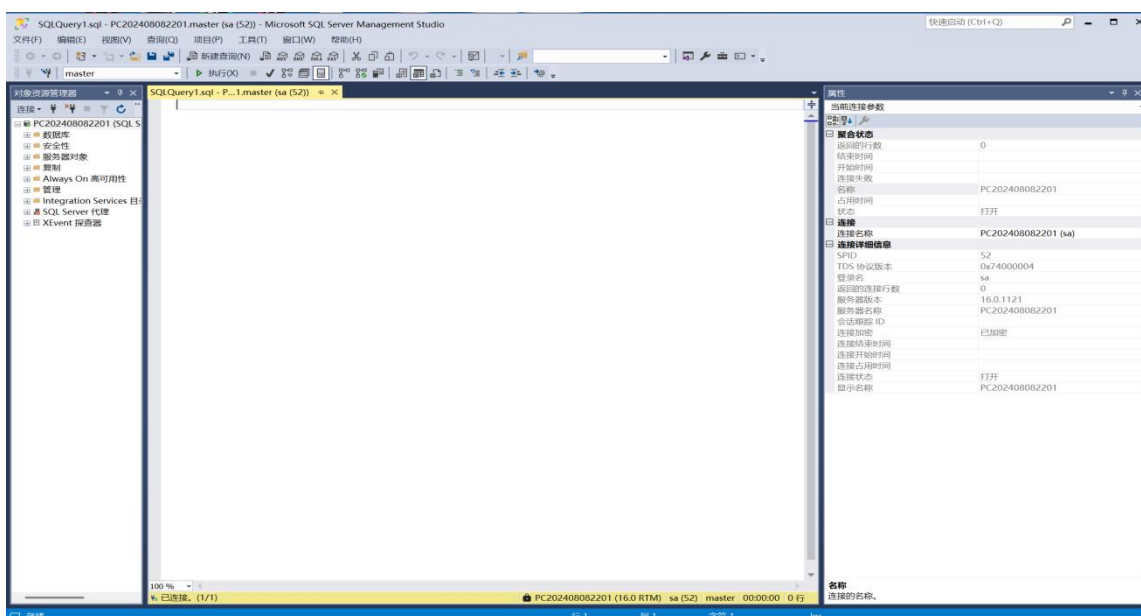 SQLQuery1.sql - PC202408082201.master (sa (52)) - Microsoft SQL Server Management Studio
快速启动 (Ctrl+Q)
文件(F) 编辑(E) 视图(V) 查询(Q) 项目(P) 工具(T) 窗口(W) 帮助(H)
新建查询(N)
master
执行(X)
对象资源管理器
连接
PC202408082201 (SQL S
数据库
安全性
服务器对象
复制
Always On 高可用性
管理
Integration Services 目
SQL Server 代理
XEvent 探查器
SQLQuery1.sql - P...1.master (sa (52))
100 %
已连接。(1/1)
PC202408082201 (16.0 RTM) sa (52) master 00:00:00 0 行
属性
当前连接参数
聚合状态
返回的行数 0
结束时间
开始时间
连接失败
名称 PC202408082201
占用时间
状态 打开
连接
连接名称 PC202408082201 (sa)
连接详细信息
SPID 52
TDS 协议版本 0x74000004
登录名 sa
返回的连接行数 0
服务器版本 16.0.1121
服务器名称 PC202408082201
会话跟踪 ID
连接加密 已加密
连接结束时间
连接开始时间
连接占用时间
连接状态 打开
显示名称 PC202408082201
名称
连接的名称。